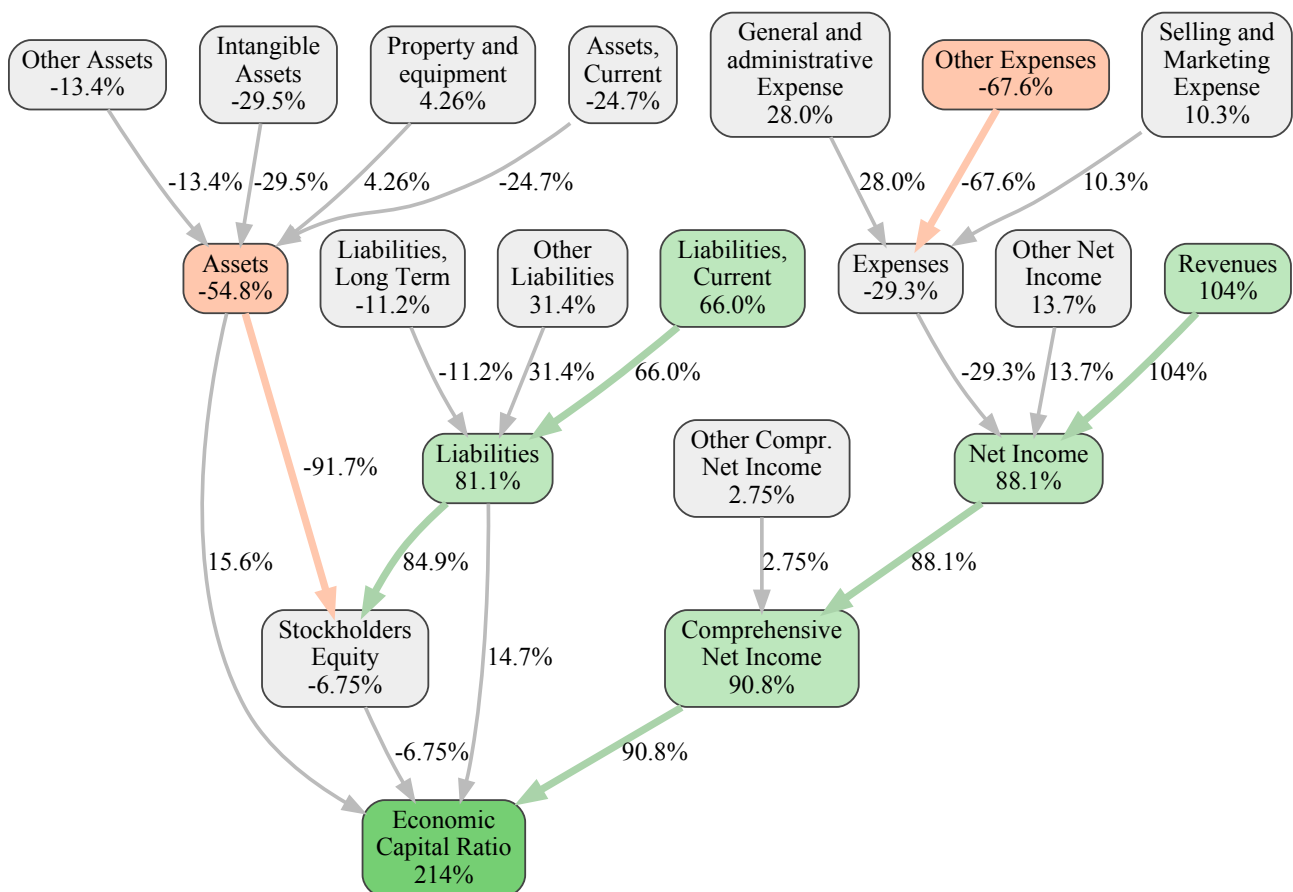 Other Assets
-13.4%
Intangible
Assets
-29.5%
Property and
equipment
4.26%
Assets,
Current
-24.7%
General and
administrative
Expense
28.0%
Other Expenses
-67.6%
Selling and
Marketing
Expense
10.3%
-13.4%
-29.5%
4.26%
-24.7%
28.0%
-67.6%
10.3%
Assets
-54.8%
Liabilities,
Long Term
-11.2%
Other
Liabilities
31.4%
Liabilities,
Current
66.0%
Expenses
-29.3%
Other Net
Income
13.7%
Revenues
104%
-11.2%
31.4%
66.0%
-29.3%
13.7%
104%
-91.7%
Liabilities
81.1%
Other Compr.
Net Income
2.75%
Net Income
88.1%
15.6%
84.9%
2.75%
88.1%
Stockholders
Equity
-6.75%
14.7%
Comprehensive
Net Income
90.8%
-6.75%
90.8%
Economic
Capital Ratio
214%